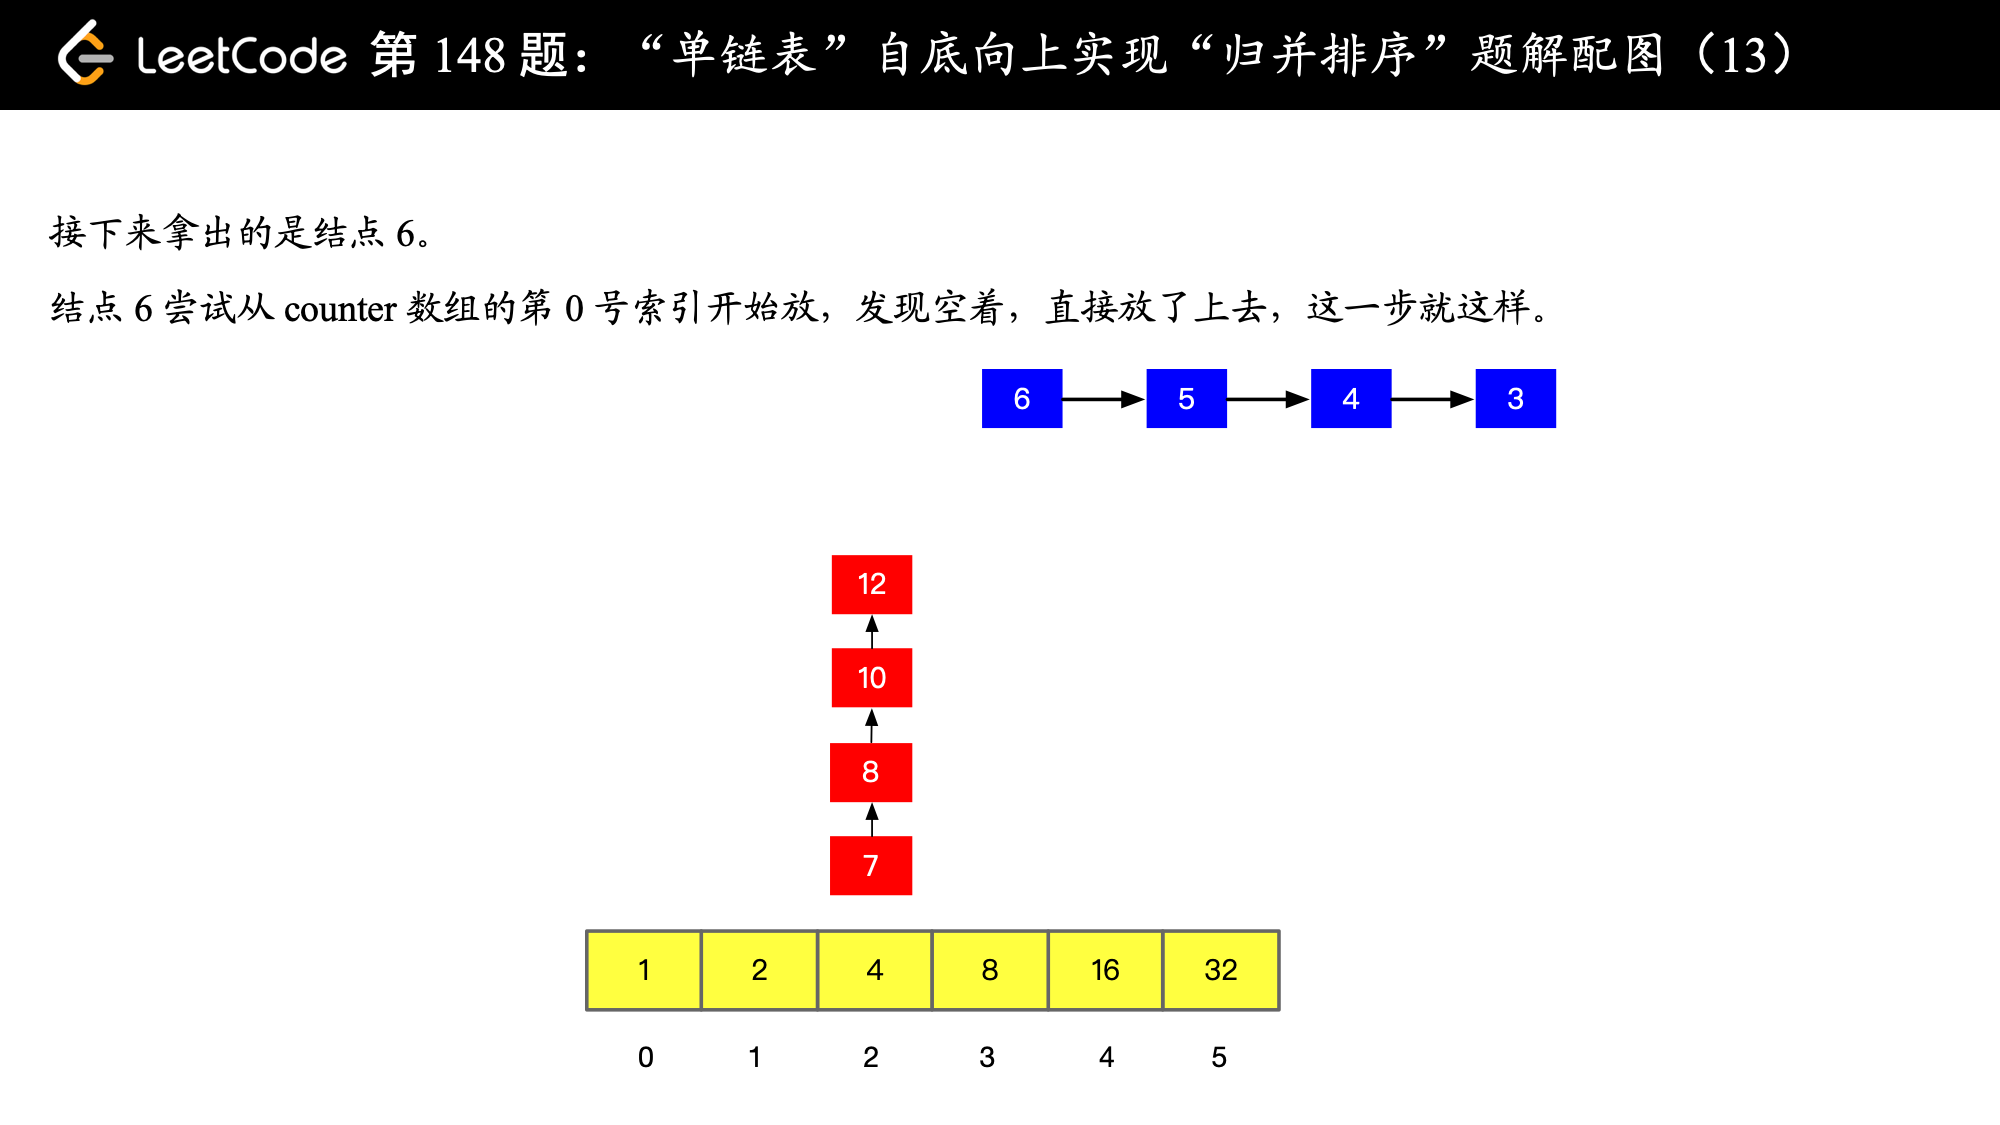 LeetCode 第 148 题：“单链表”自底向上实现“归并排序”题解配图（13）
接下来拿出的是结点 6。
结点 6 尝试从 counter 数组的第 0 号索引开始放，发现空着，直接放了上去，这一步就这样。
6 5 4 3
12
10
8
7
1 2 4 8 16 32
0 1 2 3 4 5